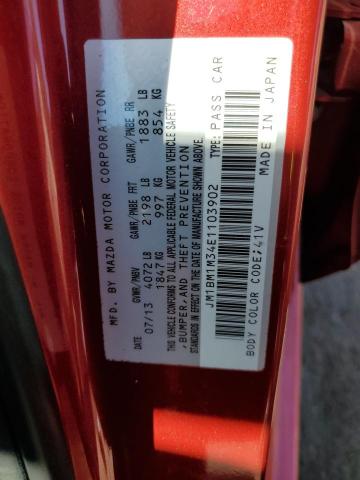 MFD. BY MAZDA MOTOR CORPORATION
GVWR/PNBV GAWR/PNBE FRT GAWR/PNBE RR
DATE 07/13 4072 LB 2198 LB 1883 LB
1847 KG 997 KG 854 KG
THIS VEHICLE CONFORMS TO ALL APPLICABLE FEDERAL MOTOR VEHICLE SAFETY
, BUMPER, AND THEFT PREVENTION
STANDARDS IN EFFECT ON THE DATE OF MANUFACTURE SHOWN ABOVE.
JM1BM1M34E1103902 TYPE: PASS CAR
BODY COLOR CODE: 41V MADE IN JAPAN